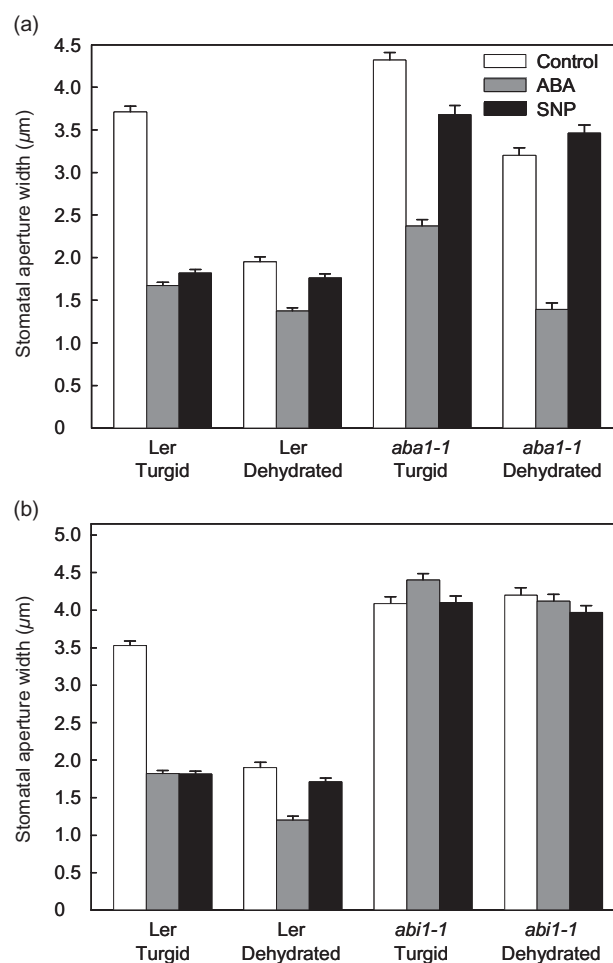 (a)
4.5
4.0
3.5
3.0
2.5
2.0
1.5
1.0
0.5
0
Stomatal aperture width (µm)
Control
ABA
SNP
Ler Ler aba1-1 aba1-1
Turgid Dehydrated Turgid Dehydrated
(b)
5.0
4.5
4.0
3.5
3.0
2.5
2.0
1.5
1.0
0.5
0
Stomatal aperture width (µm)
Ler Ler abi1-1 abi1-1
Turgid Dehydrated Turgid Dehydrated